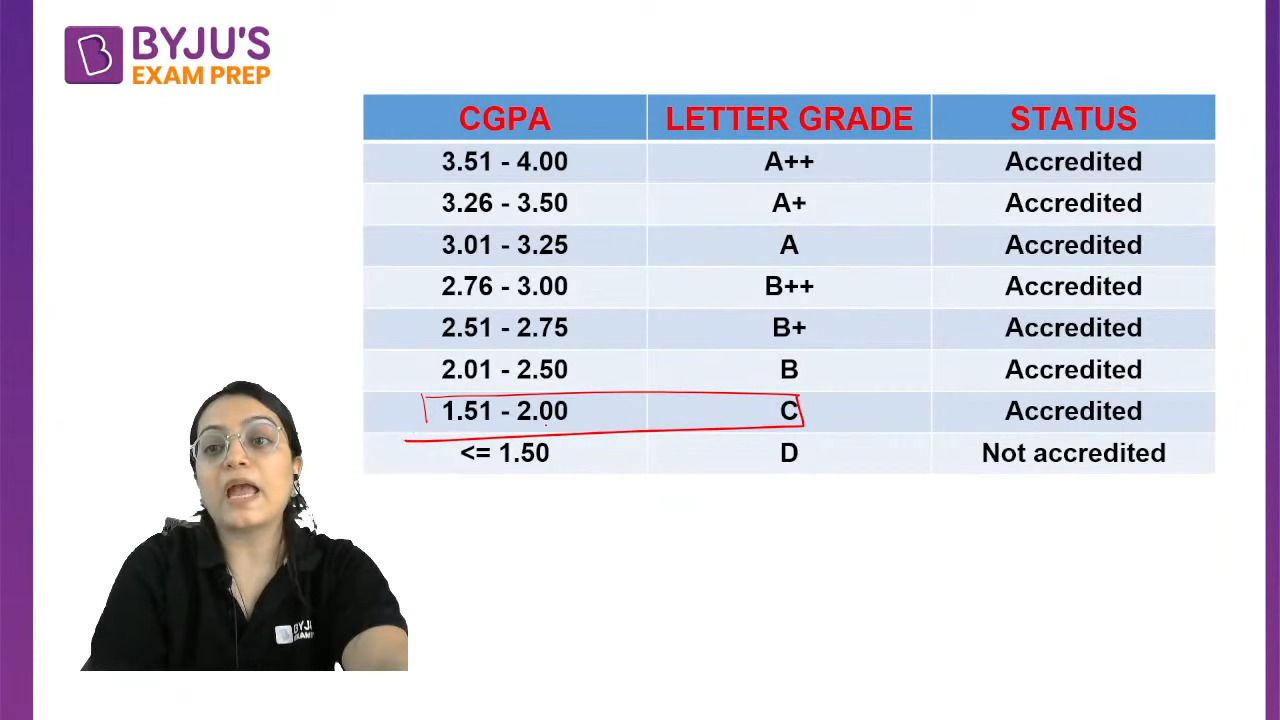 BYJU'S
EXAM PREP
CGPA LETTER GRADE STATUS
3.51 - 4.00 A++ Accredited
3.26 - 3.50 A+ Accredited
3.01 - 3.25 A Accredited
2.76 - 3.00 B++ Accredited
2.51 - 2.75 B+ Accredited
2.01 - 2.50 B Accredited
1.51 - 2.00 C Accredited
<= 1.50 D Not accredited